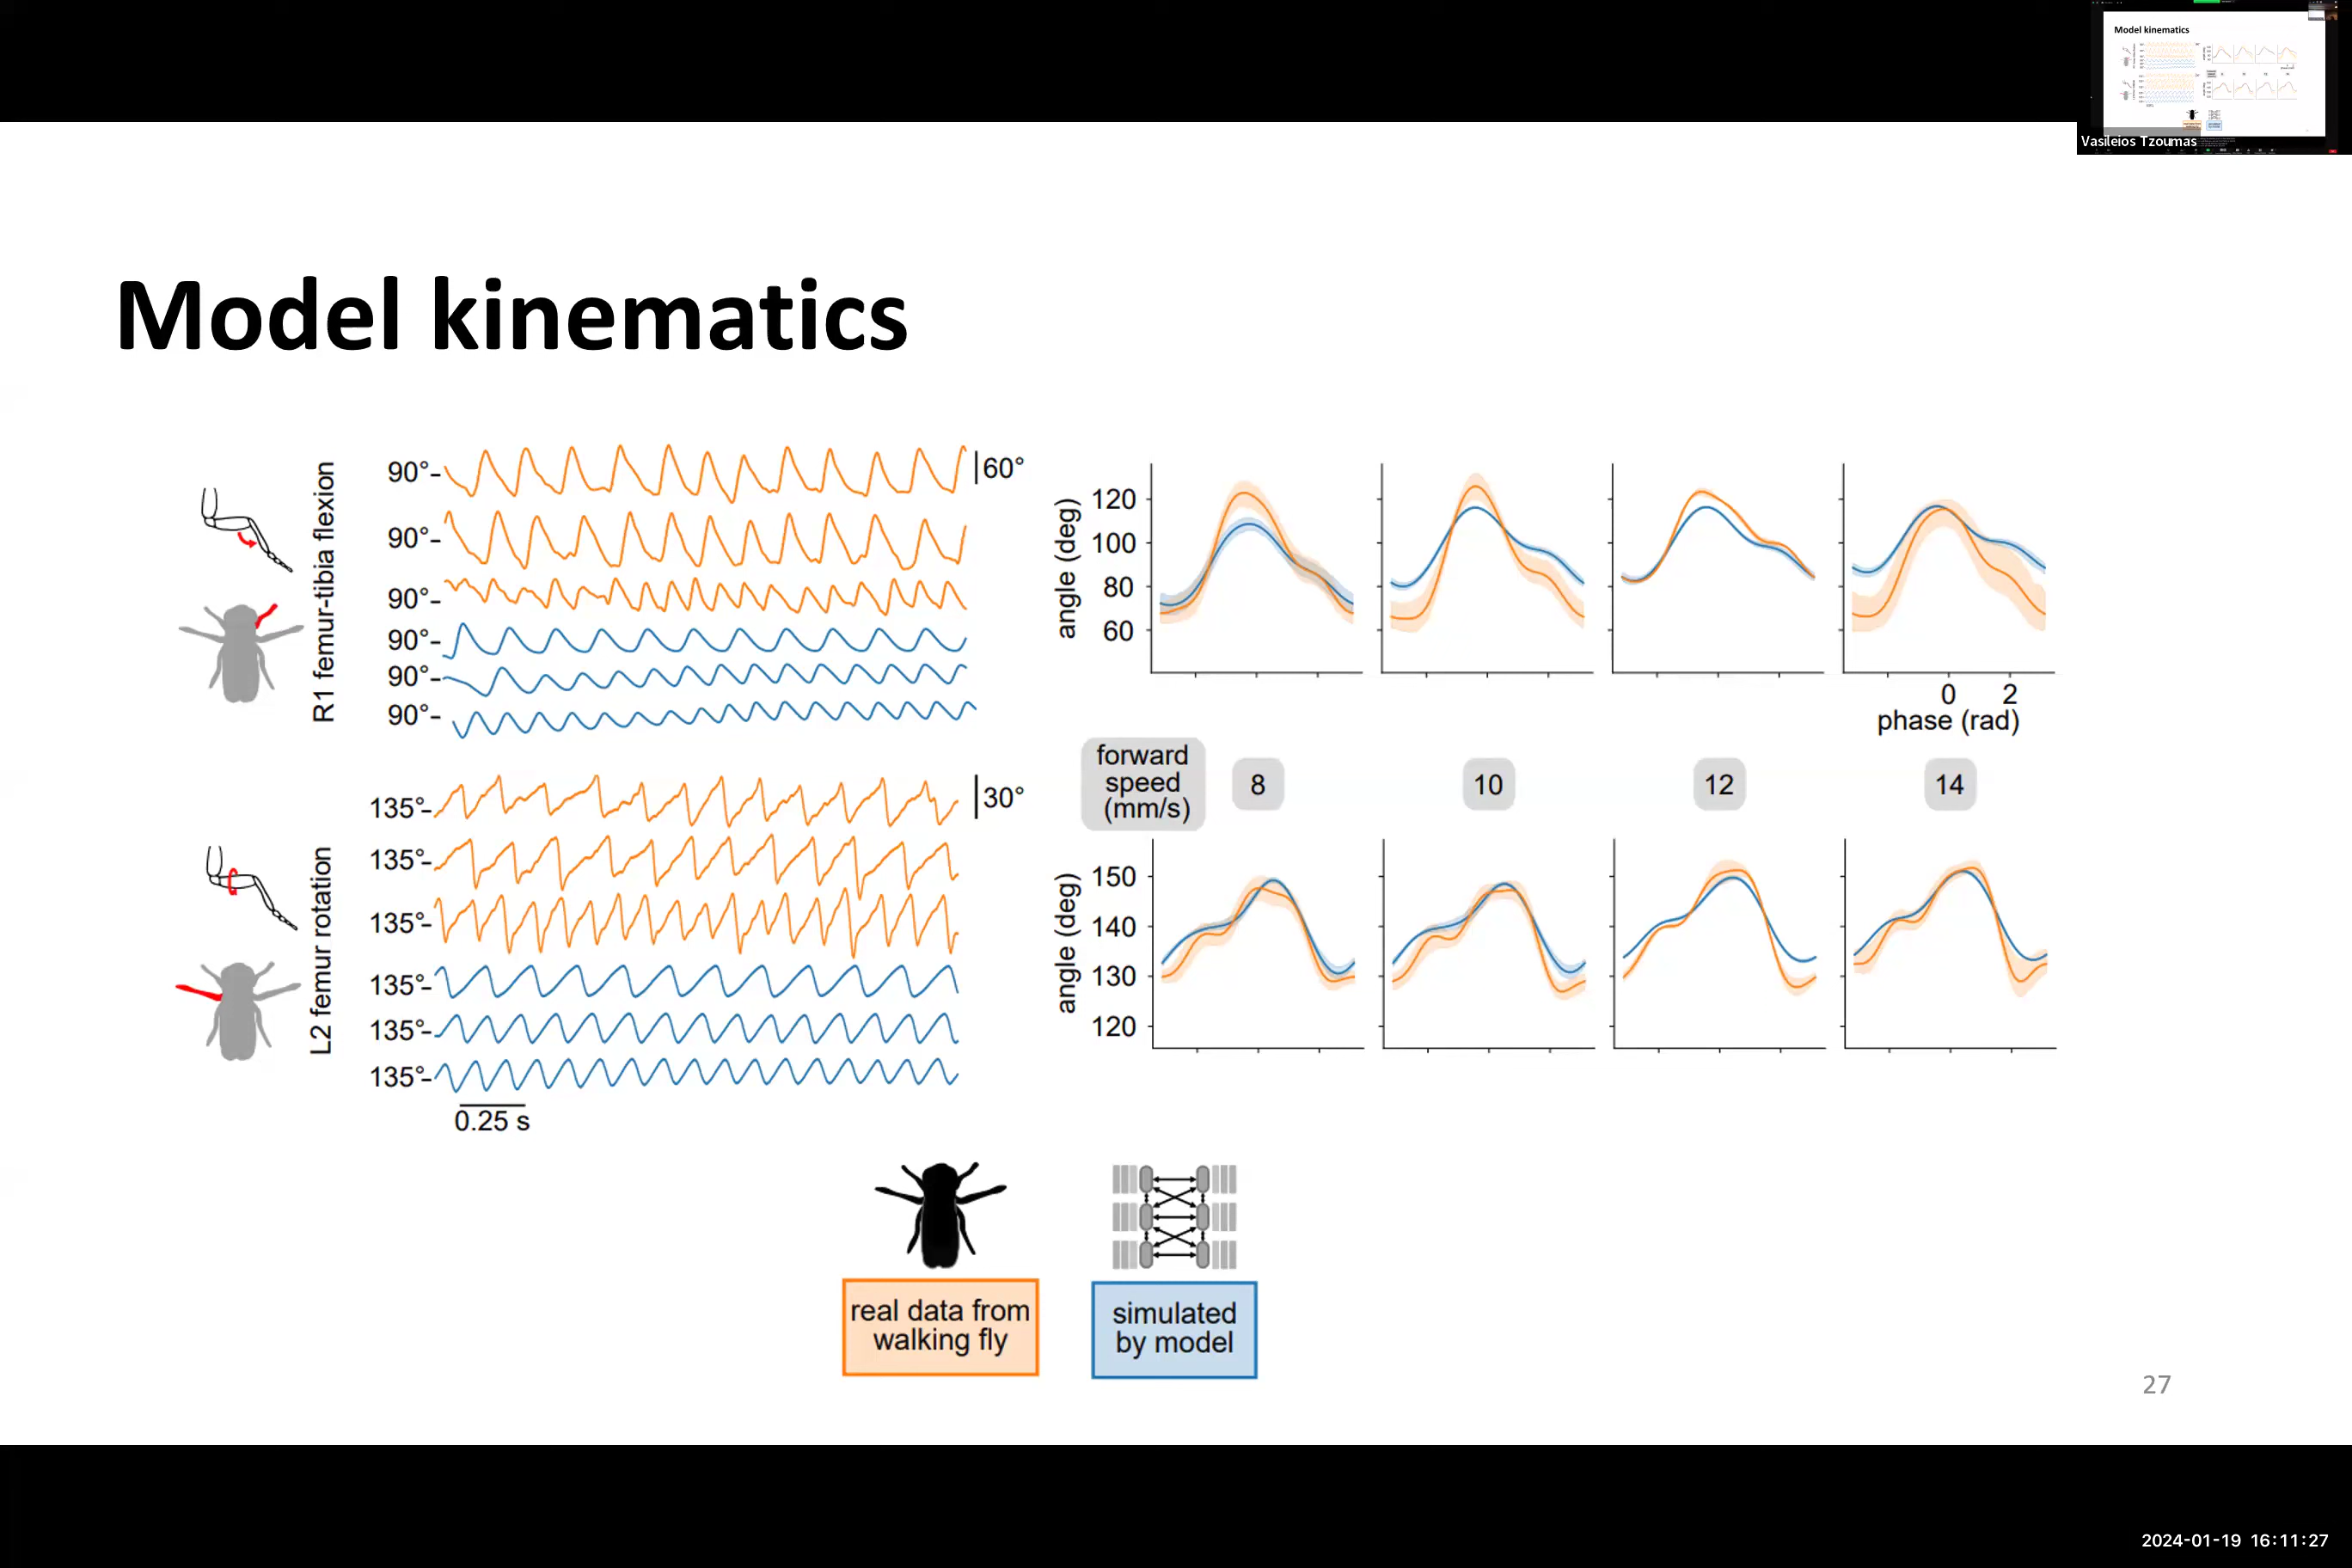 Model kinematics
Vasileios Tzoumas
Model kinematics
R1 femur-tibia flexion
90°
90°
90°
90°
90°
90°
60°
L2 femur rotation
135°
135°
135°
135°
135°
135°
30°
0.25 s
angle (deg)
120
100
80
60
0 2
phase (rad)
forward
speed
(mm/s)
8
10
12
14
angle (deg)
150
140
130
120
real data from
walking fly
simulated
by model
27
2024-01-19 16:11:27